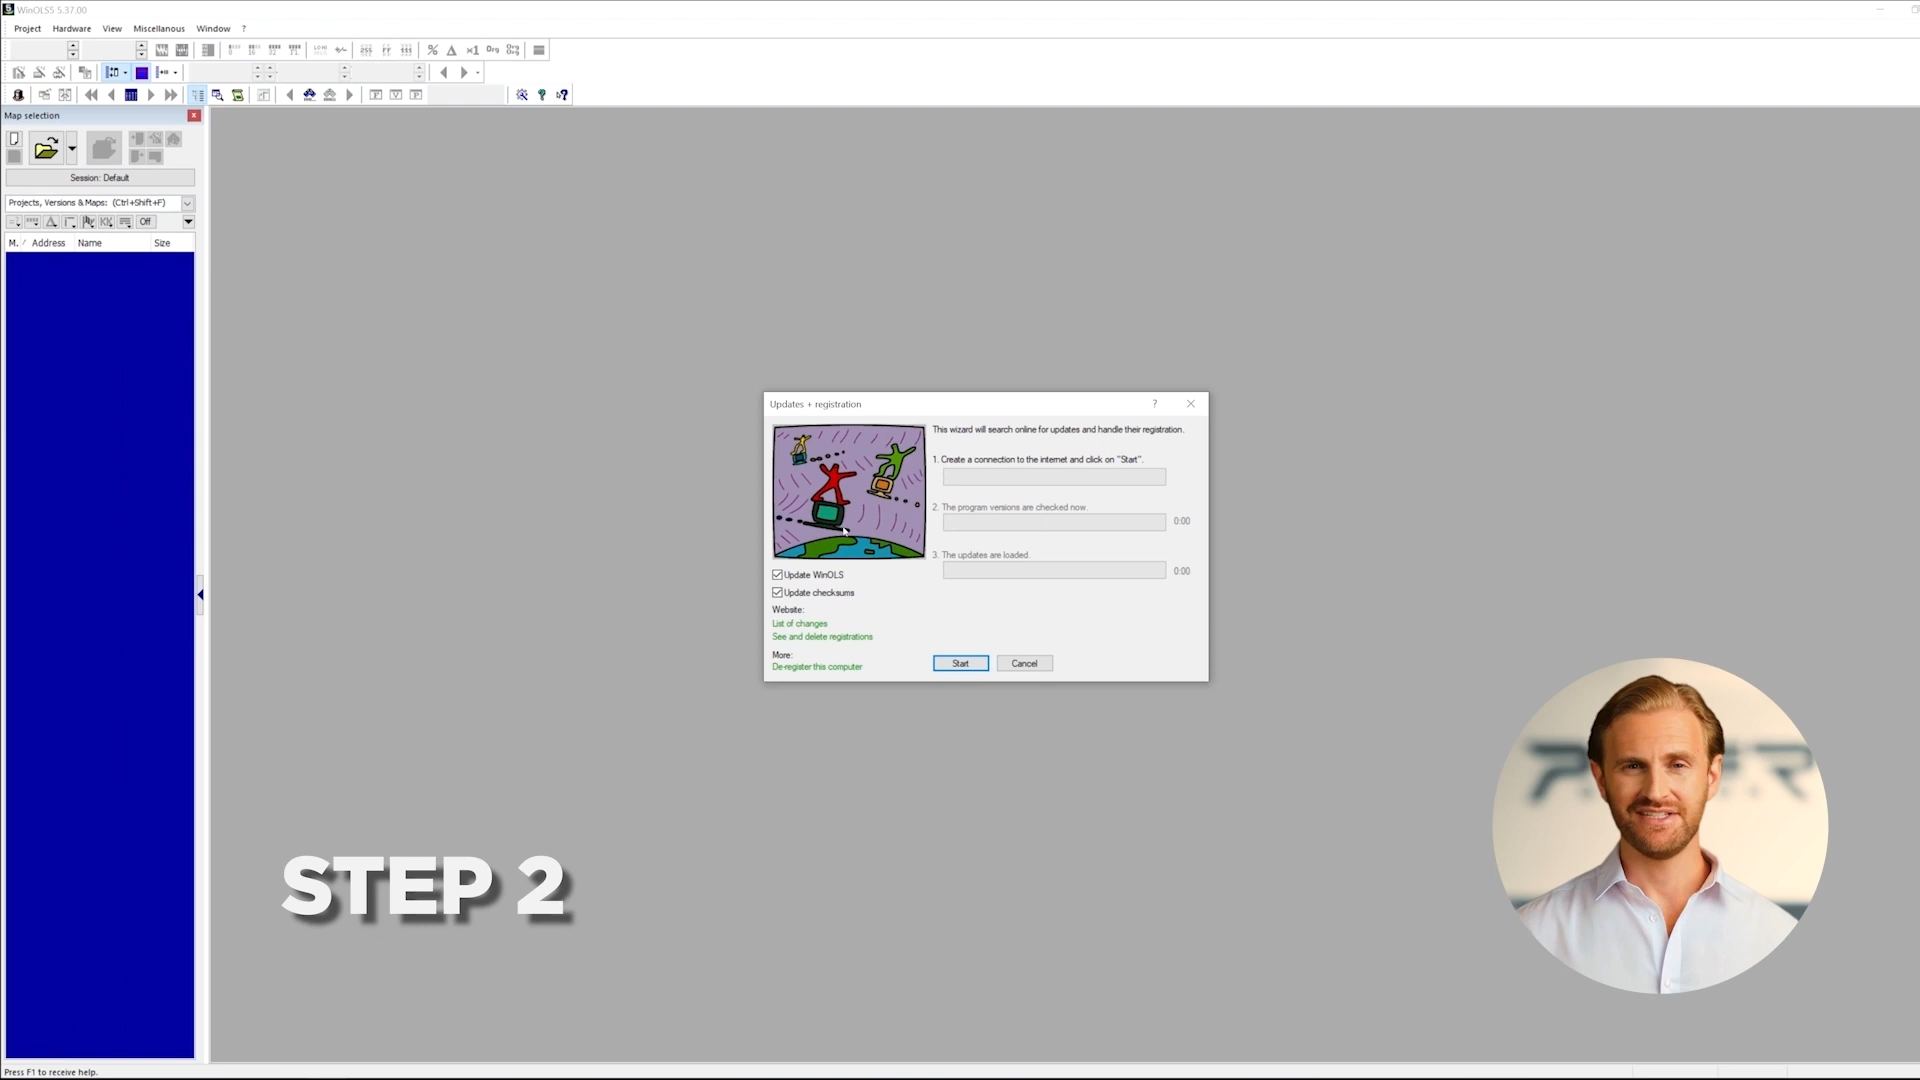 WinOLS5 5.37.00
Project Hardware View Miscellaneous Window ?
% Δ ×1 Org Org
Map selection
Session: Default
Projects, Versions & Maps: (Ctrl+Shift+F)
Off
M. Address Name Size
Updates + registration
This wizard will search online for updates and handle their registration.
1. Create a connection to the internet and click on "Start".
2. The program versions are checked now.
0:00
3. The updates are loaded.
0:00
Update WinOLS
Update checksums
Website:
List of changes
See and delete registrations
More:
De-register this computer
Start Cancel
STEP 2
Press F1 to receive help.